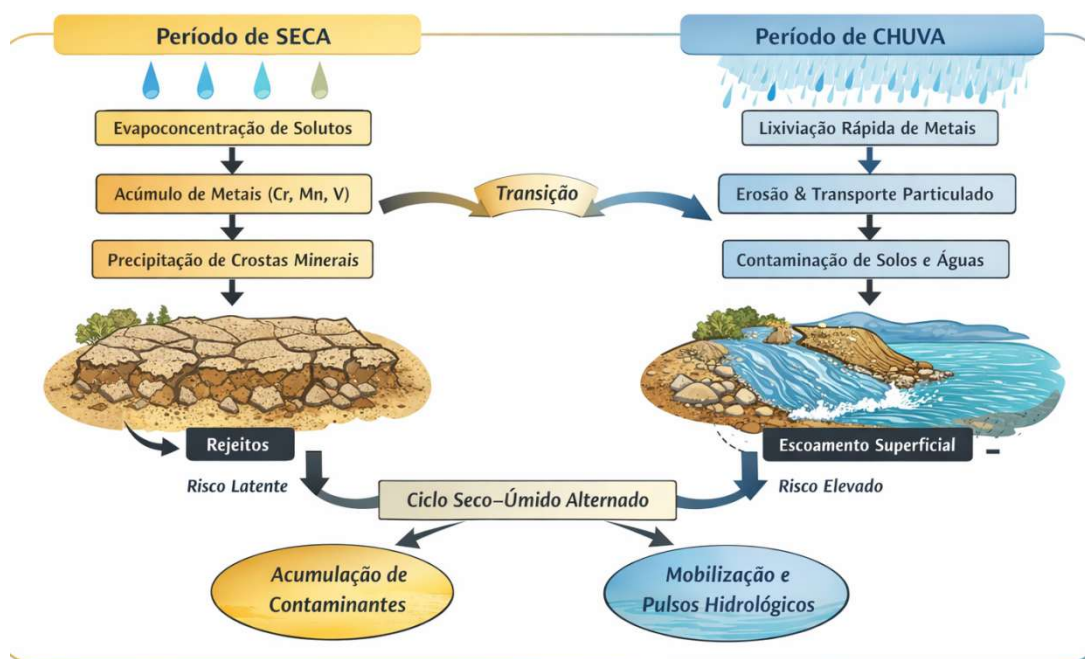 Período de SECA
Período de CHUVA
Evapoconcentração de Solutos
Lixiviação Rápida de Metais
Acúmulo de Metais (Cr, Mn, V)
Transição
Erosão & Transporte Particulado
Precipitação de Crostas Minerais
Contaminação de Solos e Águas
Rejeitos
Escoamento Superficial
Risco Latente
Risco Elevado
Ciclo Seco–Úmido Alternado
Acumulação de
Contaminantes
Mobilização e
Pulsos Hidrológicos